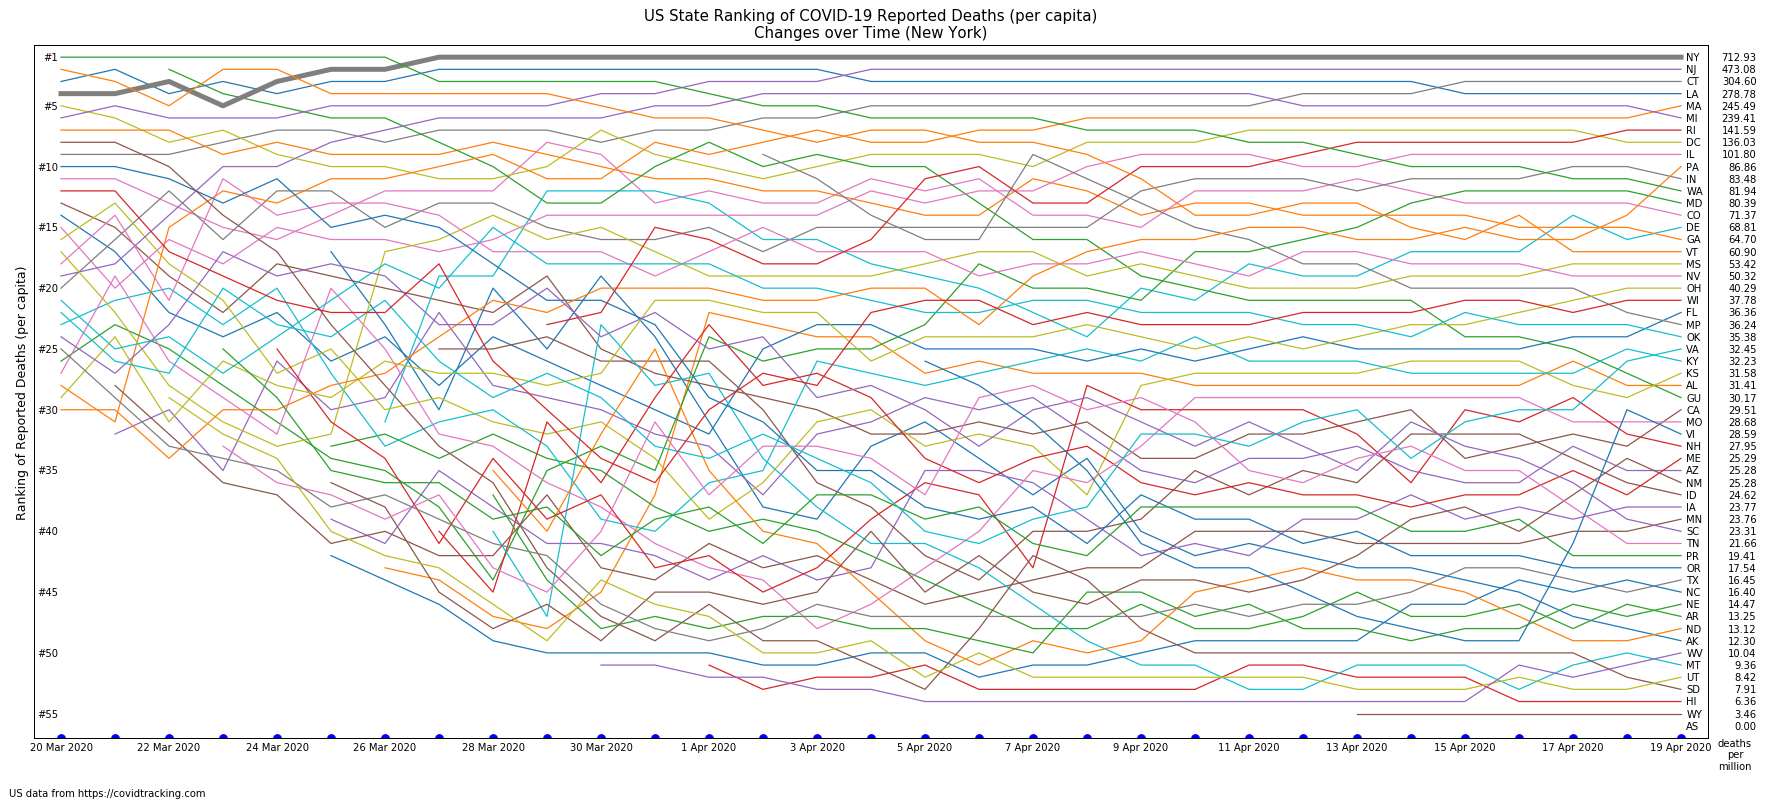 US State Ranking of COVID-19 Reported Deaths (per capita)
Changes over Time (New York)
Ranking of Reported Deaths (per capita)
#1
#5
#10
#15
#20
#25
#30
#35
#40
#45
#50
#55
NY 712.93
NJ 473.08
CT 304.60
LA 278.78
MA 245.49
MI 239.41
RI 141.59
DC 136.03
IL 101.80
PA 86.86
IN 83.48
WA 81.94
MD 80.39
CO 71.37
DE 68.81
GA 64.70
VT 60.90
MS 53.42
NV 50.32
OH 40.29
WI 37.78
FL 36.36
MP 36.24
OK 35.38
VA 32.45
KY 32.23
KS 31.58
AL 31.41
GU 30.17
CA 29.51
MO 28.68
VI 28.59
NH 27.95
ME 25.29
AZ 25.28
NM 25.28
ID 24.62
IA 23.77
MN 23.76
SC 23.31
TN 21.66
PR 19.41
OR 17.54
TX 16.45
NC 16.40
NE 14.47
AR 13.25
ND 13.12
AK 12.30
WV 10.04
MT 9.36
UT 8.42
SD 7.91
HI 6.36
WY 3.46
AS 0.00
20 Mar 2020 22 Mar 2020 24 Mar 2020 26 Mar 2020 28 Mar 2020 30 Mar 2020 1 Apr 2020 3 Apr 2020 5 Apr 2020 7 Apr 2020 9 Apr 2020 11 Apr 2020 13 Apr 2020 15 Apr 2020 17 Apr 2020 19 Apr 2020
deaths
per
million
US data from https://covidtracking.com